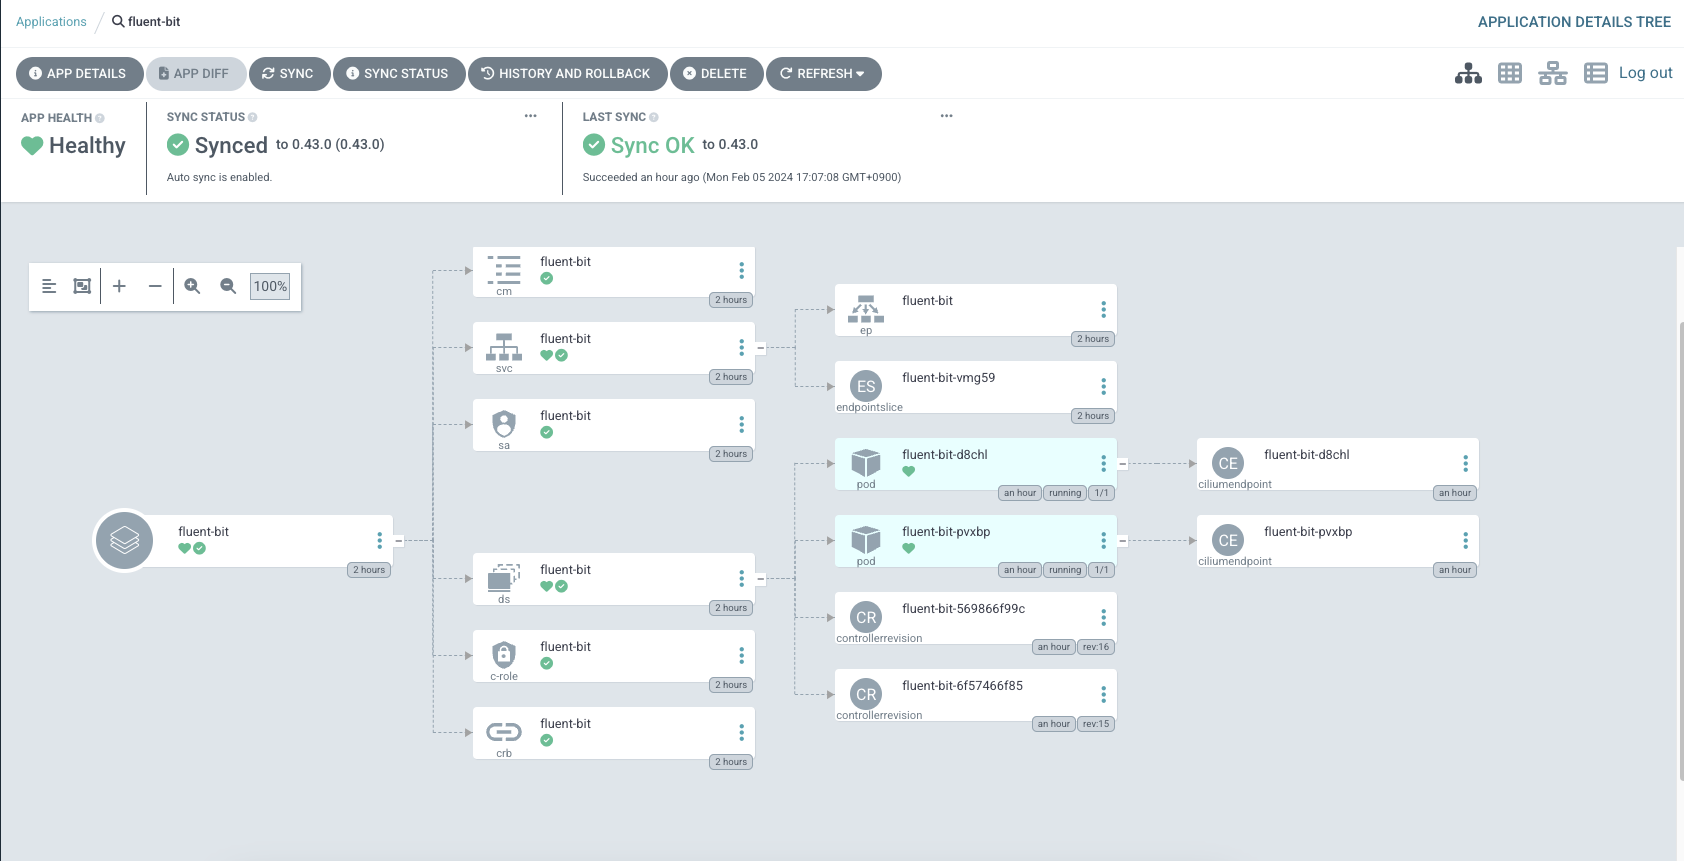 Applications / fluent-bit
APPLICATION DETAILS TREE
APP DETAILS
APP DIFF
SYNC
SYNC STATUS
HISTORY AND ROLLBACK
DELETE
REFRESH
Log out
APP HEALTH
Healthy
SYNC STATUS
Synced to 0.43.0 (0.43.0)
Auto sync is enabled.
LAST SYNC
Sync OK to 0.43.0
Succeeded an hour ago (Mon Feb 05 2024 17:07:08 GMT+0900)
100%
fluent-bit
2 hours
fluent-bit
cm
2 hours
fluent-bit
svc
2 hours
fluent-bit
sa
2 hours
fluent-bit
ds
2 hours
fluent-bit
c-role
2 hours
fluent-bit
crb
2 hours
fluent-bit
ep
2 hours
ES
fluent-bit-vmg59
endpointslice
2 hours
fluent-bit-d8chl
pod
an hour running 1/1
fluent-bit-pvxbp
pod
an hour running 1/1
CR
fluent-bit-569866f99c
controllerrevision
an hour rev:16
CR
fluent-bit-6f57466f85
controllerrevision
an hour rev:15
CE
fluent-bit-d8chl
ciliumendpoint
an hour
CE
fluent-bit-pvxbp
ciliumendpoint
an hour